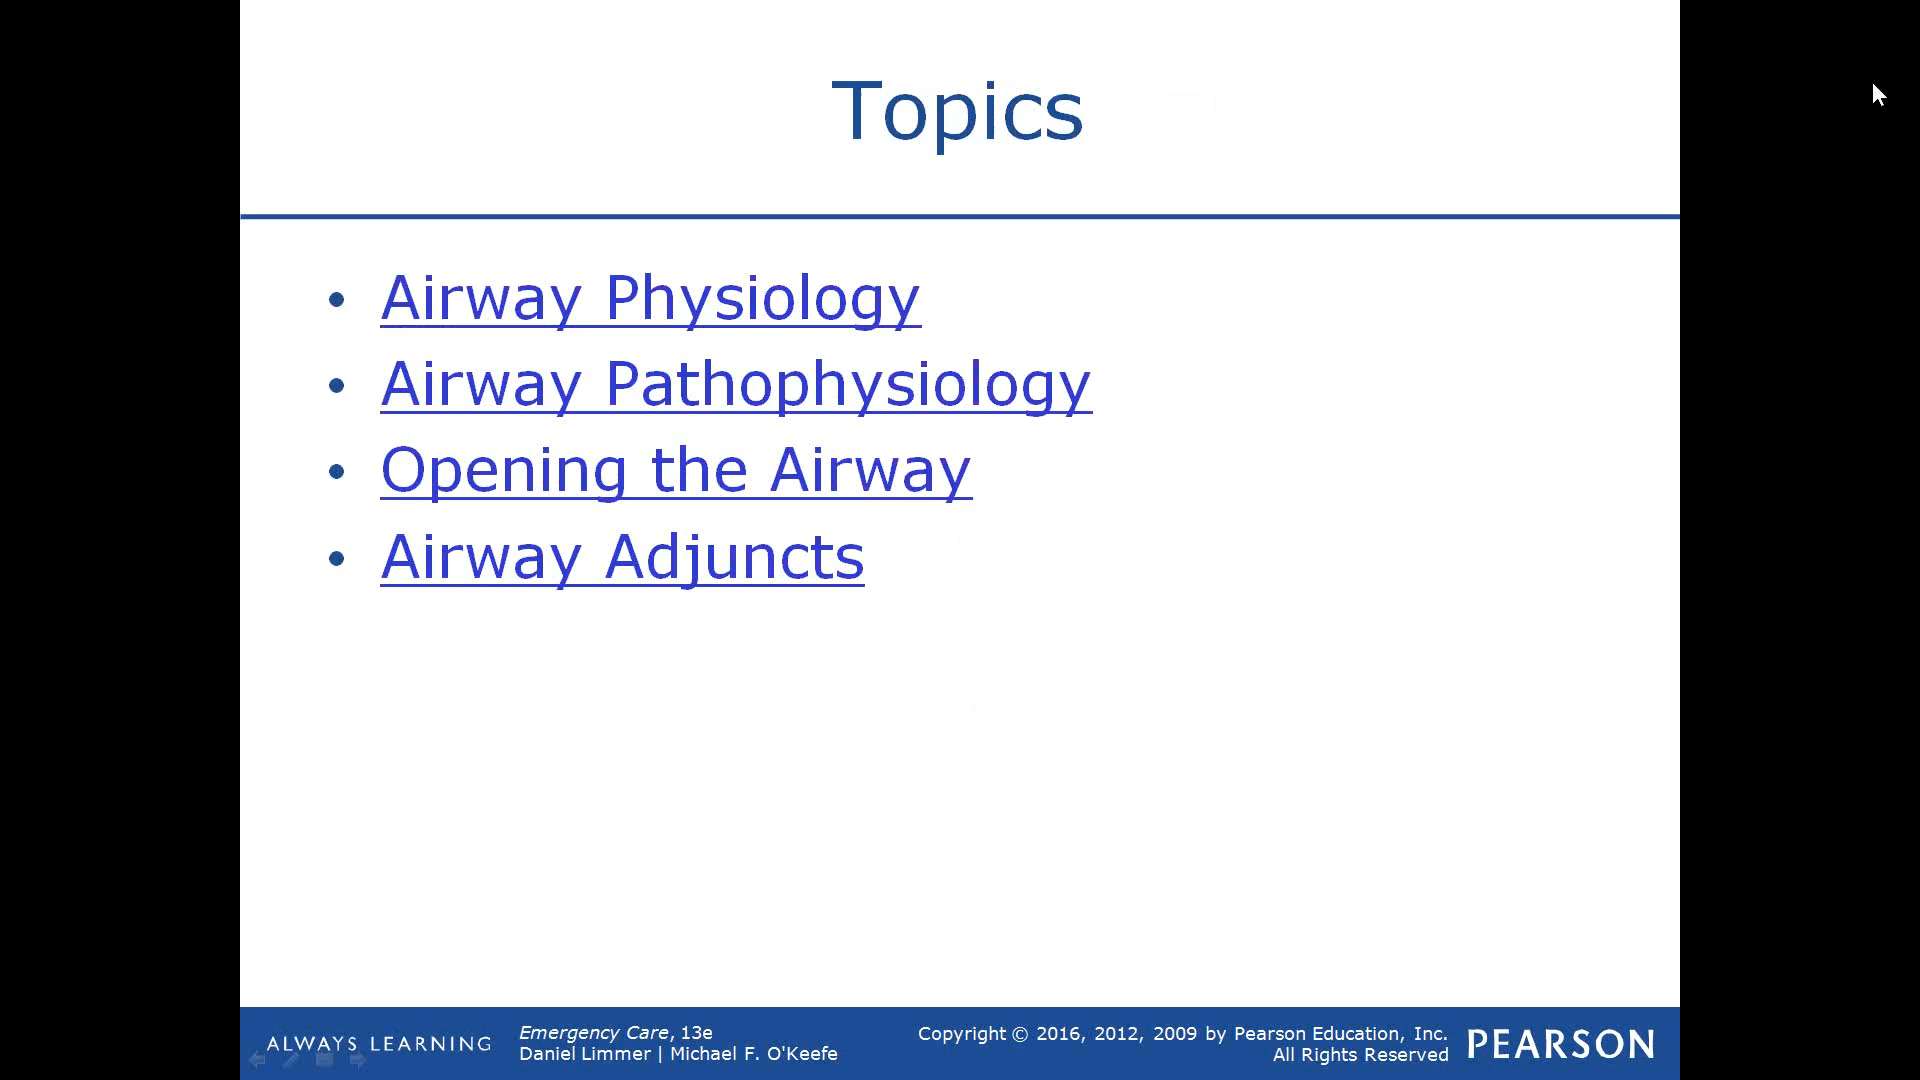 Topics
• Airway Physiology
• Airway Pathophysiology
• Opening the Airway
• Airway Adjuncts
ALWAYS LEARNING
Emergency Care, 13e
Daniel Limmer | Michael F. O'Keefe
Copyright © 2016, 2012, 2009 by Pearson Education, Inc.
All Rights Reserved
PEARSON